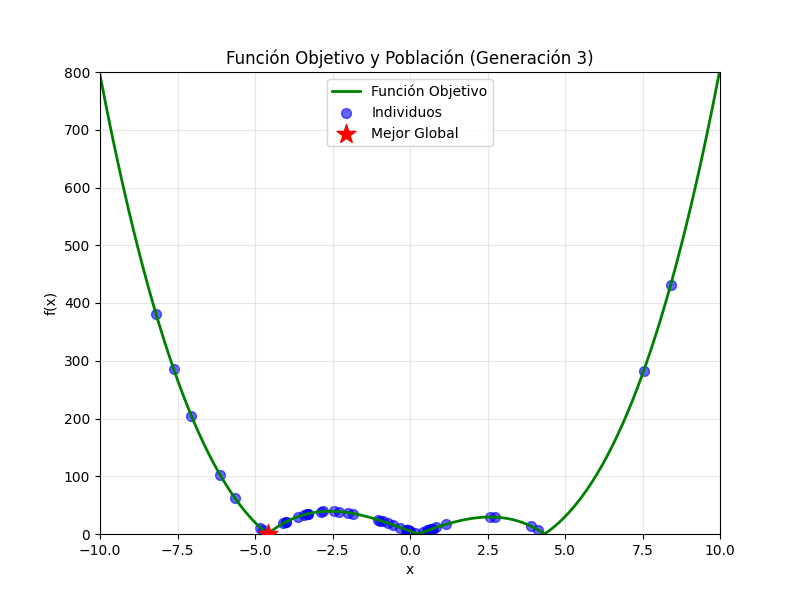 Función Objetivo y Población (Generación 3)
Función Objetivo
Individuos
Mejor Global
f(x)
800
700
600
500
400
300
200
100
0
−10.0 −7.5 −5.0 −2.5 0.0 2.5 5.0 7.5 10.0
x